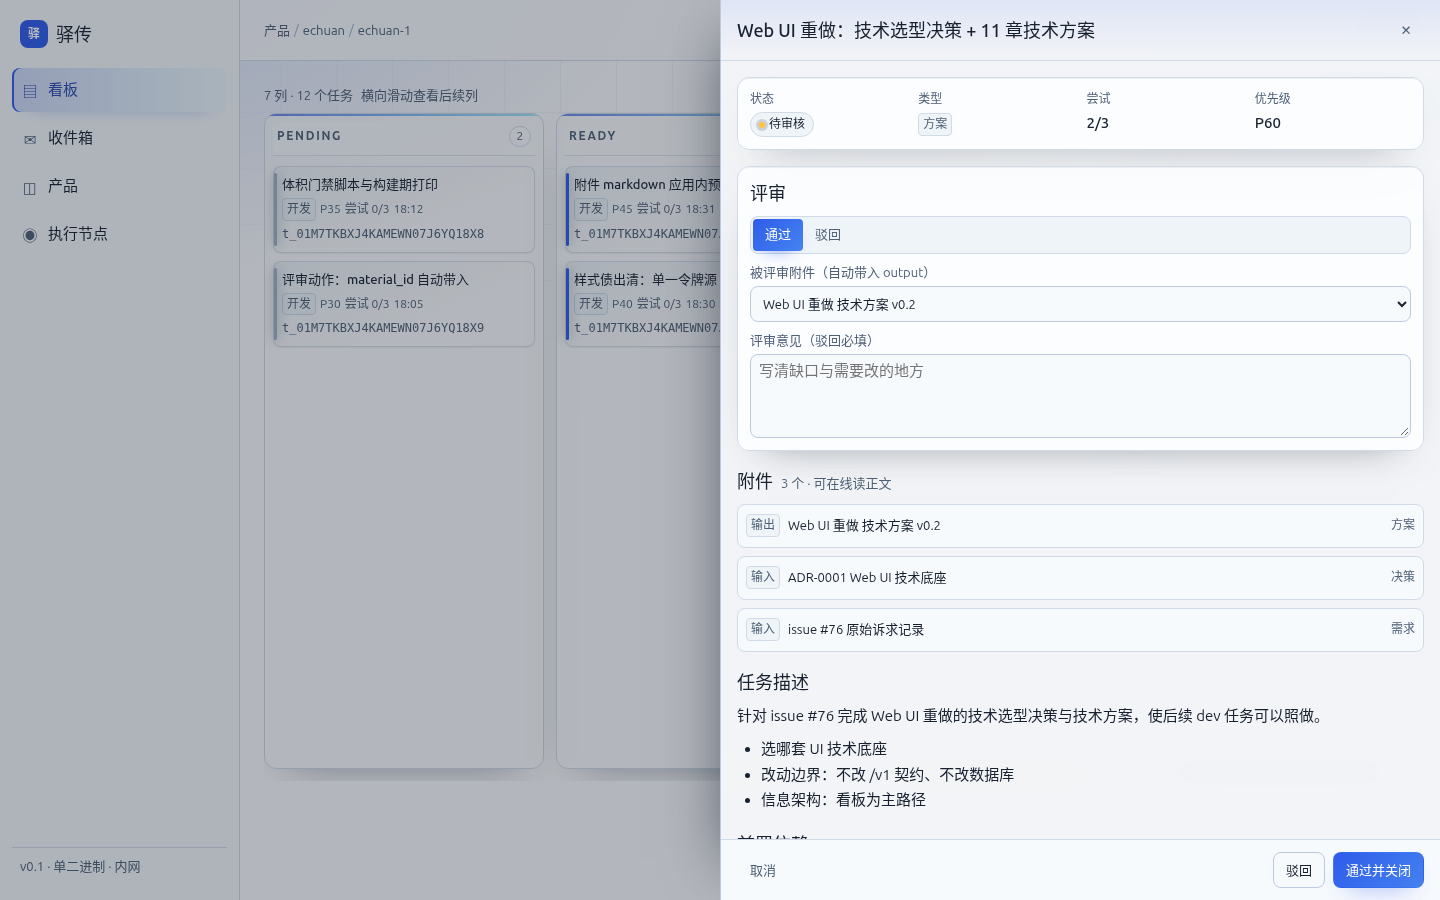 驿 驿传
看板
收件箱
产品
执行节点
v0.1 · 单二进制 · 内网
产品 / echuan / echuan-1
7 列 · 12 个任务 横向滑动查看后续列
PENDING 2
体积门禁脚本与构建期打印
开发 P35 尝试 0/3 18:12
t_01M7TKBXJ4KAMEWN07J6YQ18X8
评审动作：material_id 自动带入
开发 P30 尝试 0/3 18:05
t_01M7TKBXJ4KAMEWN07J6YQ18X9
READY
附件 markdown 应用内预
开发 P45 尝试 0/3 18:31
t_01M7TKBXJ4KAMEWN07.
样式债出清：单一令牌源
开发 P40 尝试 0/3 18:30
t_01M7TKBXJ4KAMEWN07.
Web UI 重做：技术选型决策 + 11 章技术方案 ×
状态 类型 尝试 优先级
待审核 方案 2/3 P60
评审
通过 驳回
被评审附件（自动带入 output）
Web UI 重做 技术方案 v0.2
评审意见（驳回必填）
写清缺口与需要改的地方
附件 3 个 · 可在线读正文
输出 Web UI 重做 技术方案 v0.2 方案
输入 ADR-0001 Web UI 技术底座 决策
输入 issue #76 原始诉求记录 需求
任务描述
针对 issue #76 完成 Web UI 重做的技术选型决策与技术方案，使后续 dev 任务可以照做。
• 选哪套 UI 技术底座
• 改动边界：不改 /v1 契约、不改数据库
• 信息架构：看板为主路径
取消 驳回 通过并关闭